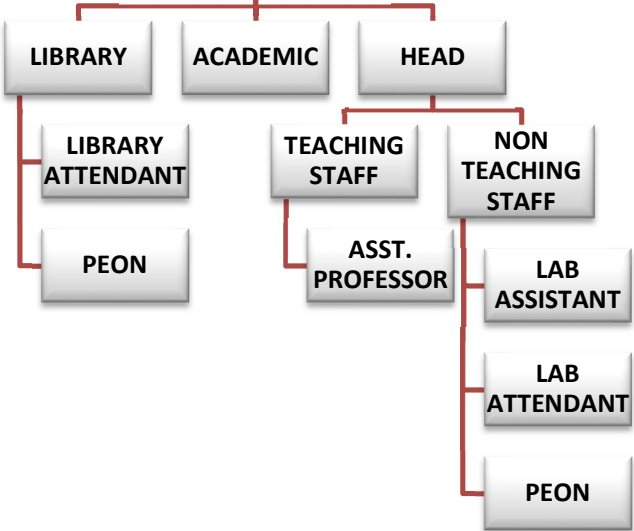 LIBRARY
ACADEMIC
HEAD
LIBRARY
ATTENDANT
PEON
TEACHING
STAFF
ASST.
PROFESSOR
NON
TEACHING
STAFF
LAB
ASSISTANT
LAB
ATTENDANT
PEON